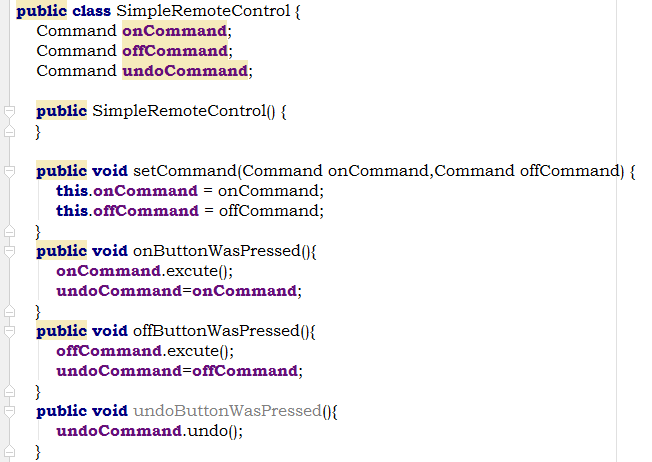 public class SimpleRemoteControl {
Command onCommand;
Command offCommand;
Command undoCommand;
public SimpleRemoteControl() {
}
public void setCommand(Command onCommand,Command offCommand) {
this.onCommand = onCommand;
this.offCommand = offCommand;
}
public void onButtonWasPressed(){
onCommand.excute();
undoCommand=onCommand;
}
public void offButtonWasPressed(){
offCommand.excute();
undoCommand=offCommand;
}
public void undoButtonWasPressed(){
undoCommand.undo();
}